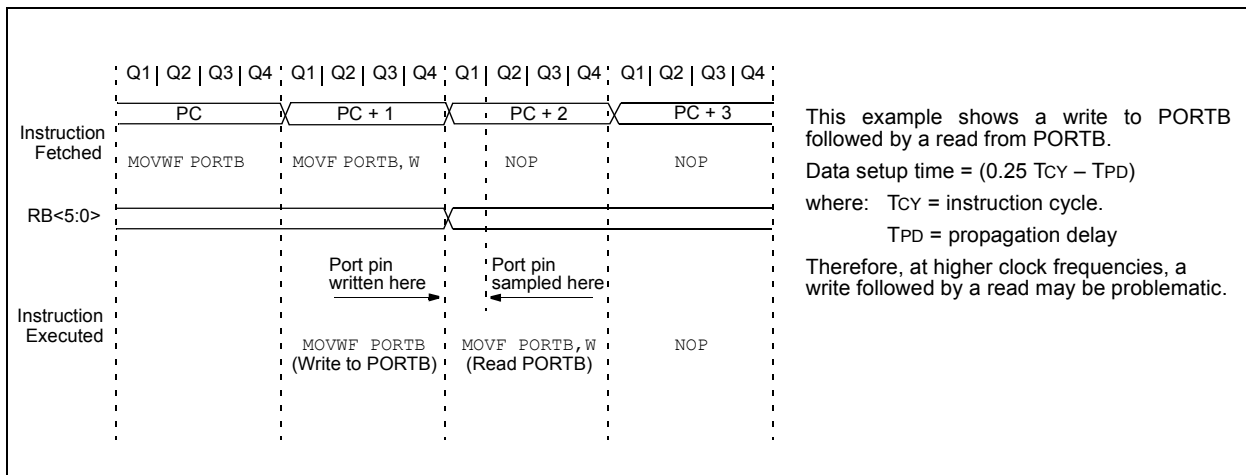 Q1 | Q2 | Q3 | Q4 Q1 | Q2 | Q3 | Q4 Q1 | Q2 | Q3 | Q4 Q1 | Q2 | Q3 | Q4
PC PC + 1 PC + 2 PC + 3
Instruction
Fetched
MOVWF PORTB MOVF PORTB, W NOP NOP
RB<5:0>
Port pin
written here
Port pin
sampled here
Instruction
Executed
MOVWF PORTB MOVF PORTB, W NOP
(Write to PORTB) (Read PORTB)
This example shows a write to PORTB
followed by a read from PORTB.
Data setup time = (0.25 TCY – TPD)
where: TCY = instruction cycle.
TPD = propagation delay
Therefore, at higher clock frequencies, a
write followed by a read may be problematic.